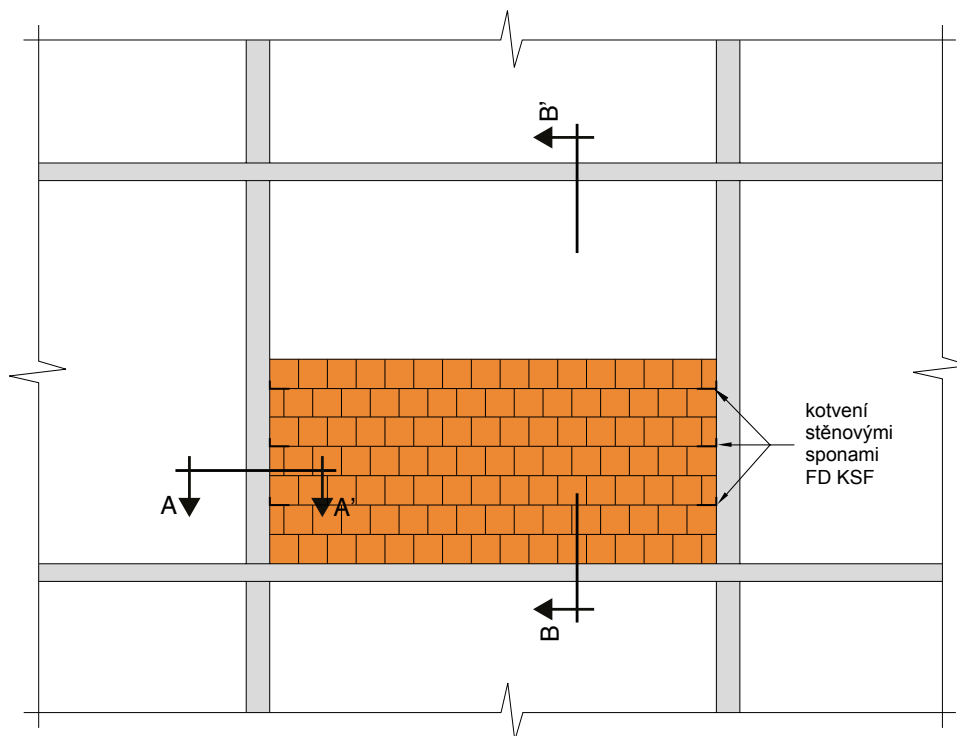 B'
kotvení
stěnovými
sponami
FD KSF
A
A'
B